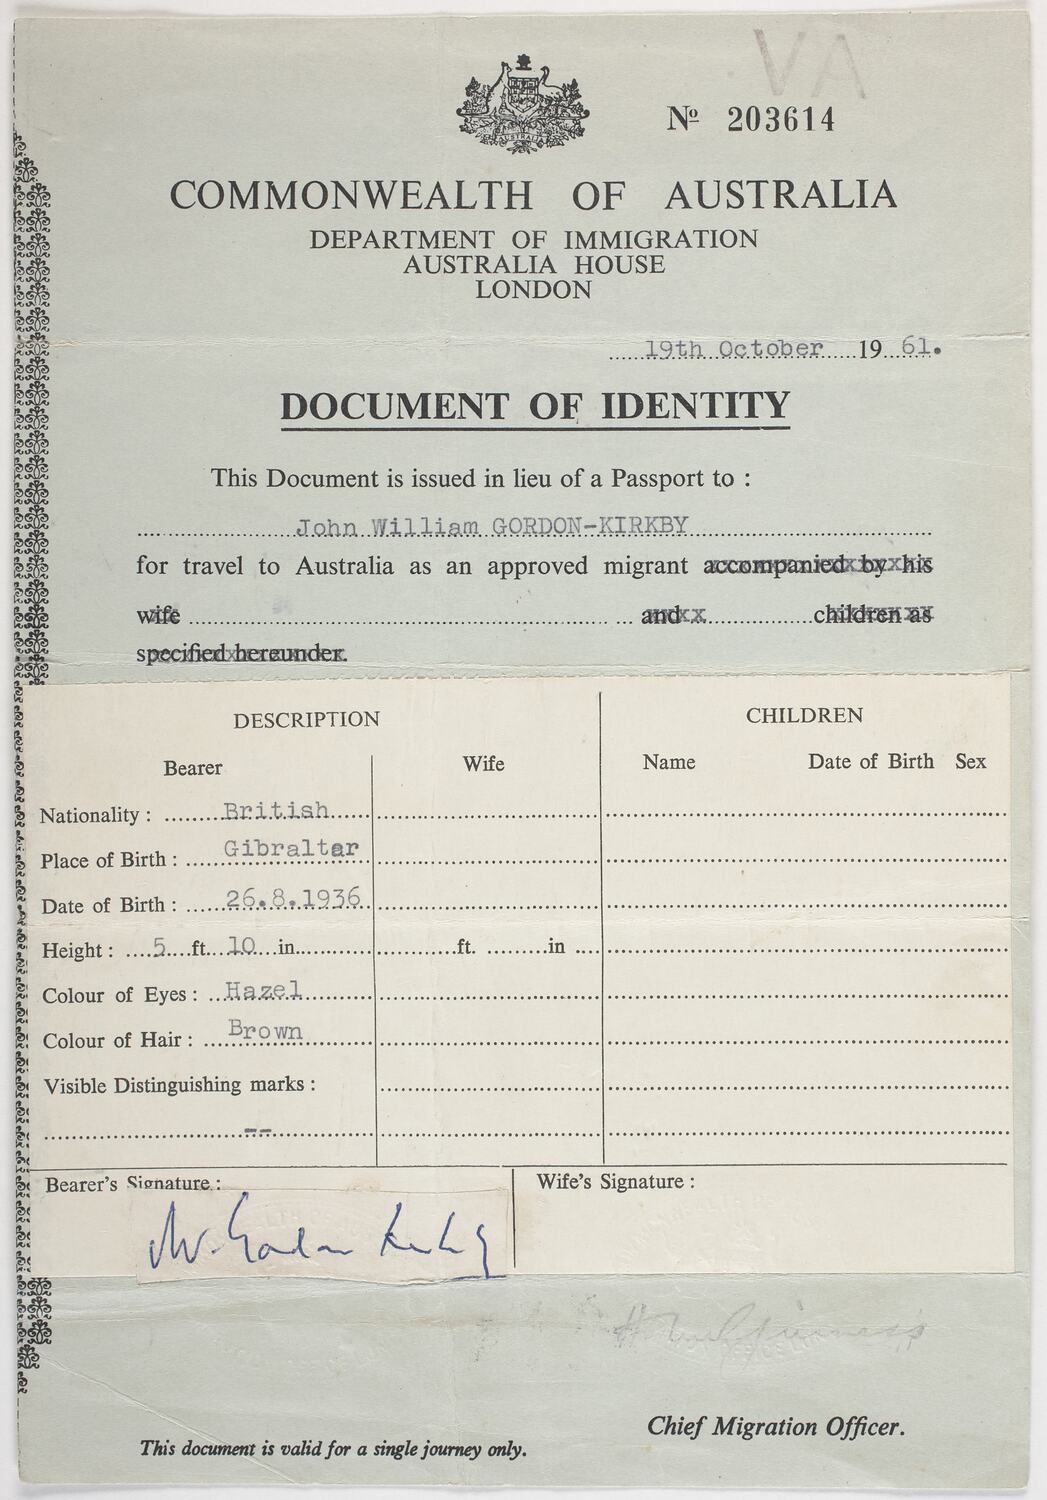 VA
AUSTRALIA
No 203614
COMMONWEALTH OF AUSTRALIA
DEPARTMENT OF IMMIGRATION
AUSTRALIA HOUSE
LONDON
19th October 19 61.
DOCUMENT OF IDENTITY
This Document is issued in lieu of a Passport to :
John William GORDON-KIRKBY
for travel to Australia as an approved migrant accompanied by his
wife and children as
specified hereunder.
DESCRIPTION CHILDREN
Bearer Wife Name Date of Birth Sex
Nationality : British
Place of Birth : Gibraltar
Date of Birth : 26.8.1936
Height : 5 ft. 10 in. ft. in
Colour of Eyes : Hazel
Colour of Hair : Brown
Visible Distinguishing marks :
--
Bearer's Signature : Wife's Signature :
JW. Gordon Kirkby
Chief Migration Officer.
This document is valid for a single journey only.